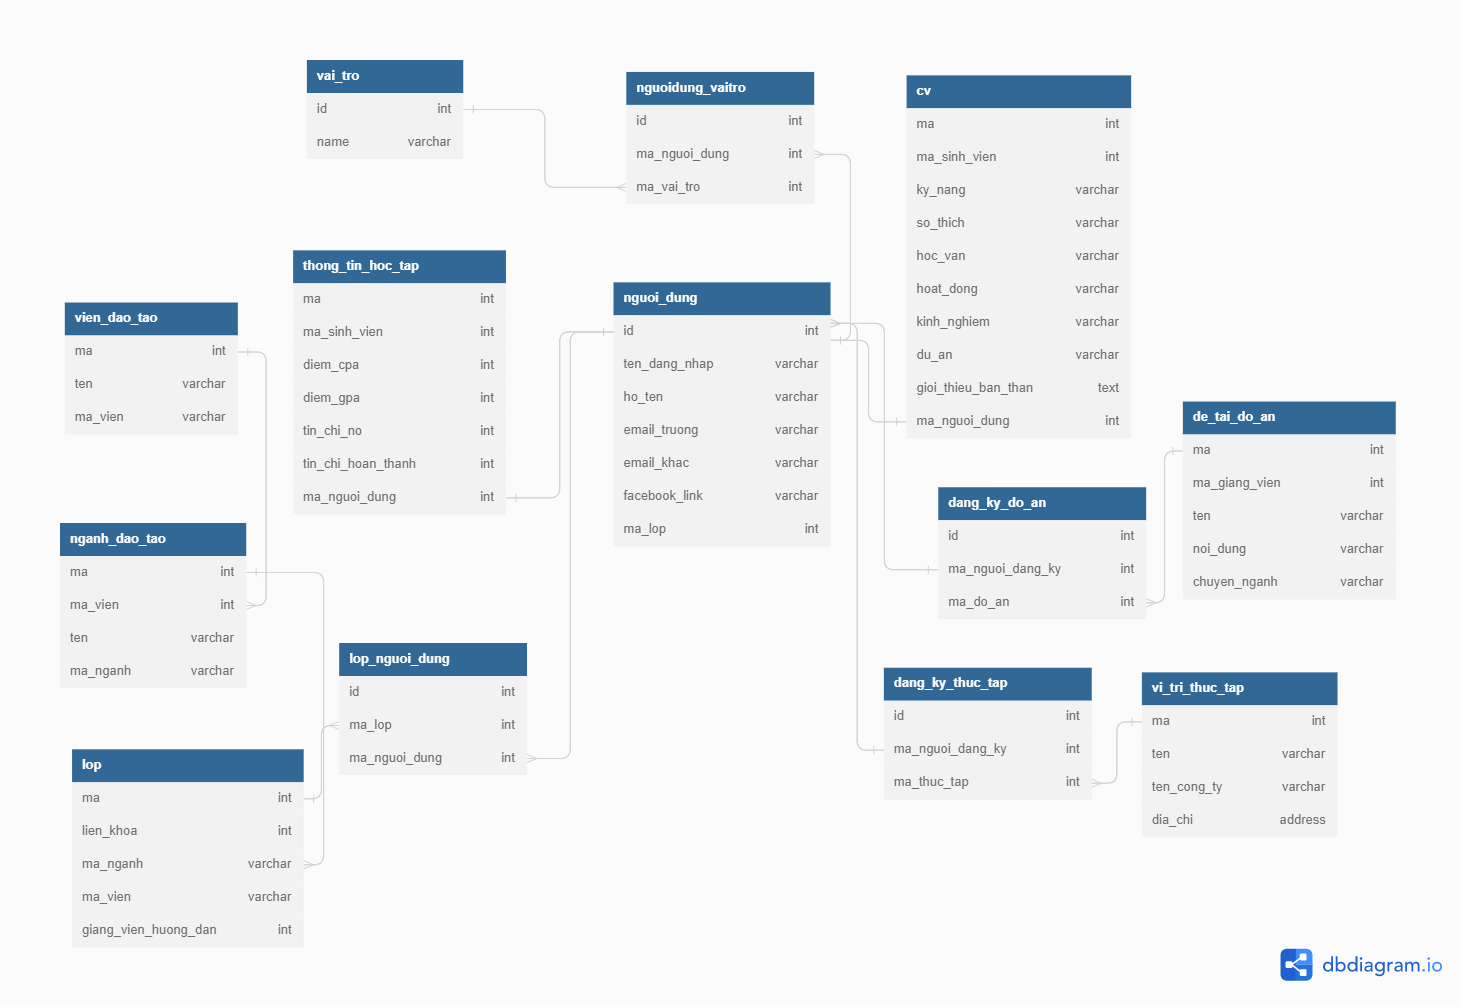 vai_tro
id int
name varchar
nguoidung_vaitro
id int
ma_nguoi_dung int
ma_vai_tro int
cv
ma int
ma_sinh_vien int
ky_nang varchar
so_thich varchar
hoc_van varchar
hoat_dong varchar
kinh_nghiem varchar
du_an varchar
gioi_thieu_ban_than text
ma_nguoi_dung int
thong_tin_hoc_tap
ma int
ma_sinh_vien int
diem_cpa int
diem_gpa int
tin_chi_no int
tin_chi_hoan_thanh int
ma_nguoi_dung int
nguoi_dung
id int
ten_dang_nhap varchar
ho_ten varchar
email_truong varchar
email_khac varchar
facebook_link varchar
ma_lop int
vien_dao_tao
ma int
ten varchar
ma_vien varchar
de_tai_do_an
ma int
ma_giang_vien int
ten varchar
noi_dung varchar
chuyen_nganh varchar
dang_ky_do_an
id int
ma_nguoi_dang_ky int
ma_do_an int
nganh_dao_tao
ma int
ma_vien int
ten varchar
ma_nganh varchar
lop_nguoi_dung
id int
ma_lop int
ma_nguoi_dung int
dang_ky_thuc_tap
id int
ma_nguoi_dang_ky int
ma_thuc_tap int
vi_tri_thuc_tap
ma int
ten varchar
ten_cong_ty varchar
dia_chi address
lop
ma int
lien_khoa int
ma_nganh varchar
ma_vien varchar
giang_vien_huong_dan int
dbdiagram.io